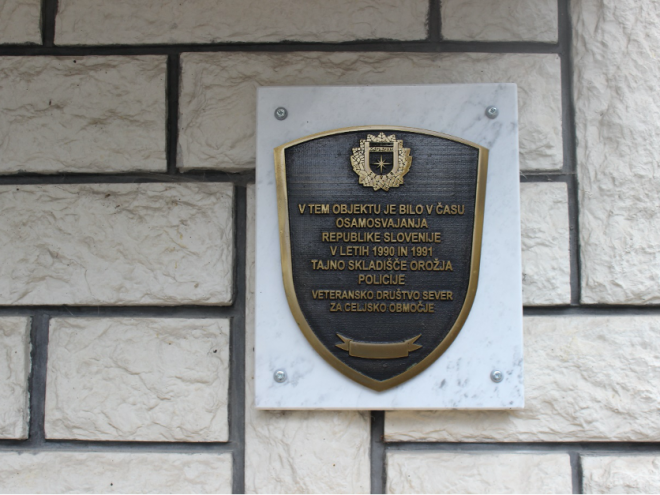 V TEM OBJEKTU JE BILO V ČASU
OSAMOSVAJANJA
REPUBLIKE SLOVENIJE
V LETIH 1990 IN 1991
TAJNO SKLADIŠČE OROŽJA
POLICIJE
VETERANSKO DRUŠTVO SEVER
ZA CELJSKO OBMOČJE